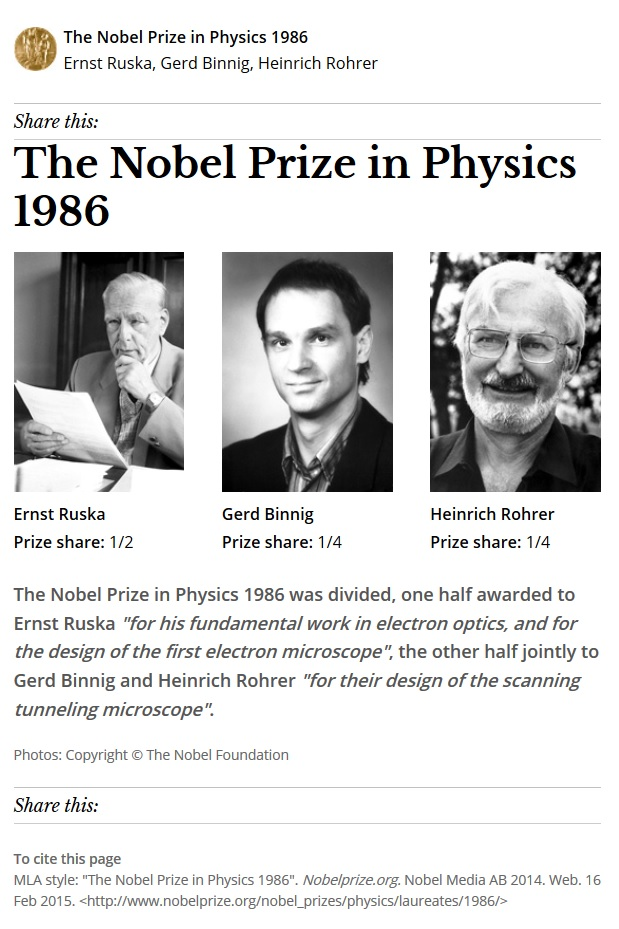 The Nobel Prize in Physics 1986
Ernst Ruska, Gerd Binnig, Heinrich Rohrer
Share this:
The Nobel Prize in Physics
1986
Ernst Ruska
Prize share: 1/2
Gerd Binnig
Prize share: 1/4
Heinrich Rohrer
Prize share: 1/4
The Nobel Prize in Physics 1986 was divided, one half awarded to
Ernst Ruska "for his fundamental work in electron optics, and for
the design of the first electron microscope", the other half jointly to
Gerd Binnig and Heinrich Rohrer "for their design of the scanning
tunneling microscope".
Photos: Copyright © The Nobel Foundation
Share this:
To cite this page
MLA style: "The Nobel Prize in Physics 1986". Nobelprize.org. Nobel Media AB 2014. Web. 16
Feb 2015. <http://www.nobelprize.org/nobel_prizes/physics/laureates/1986/>